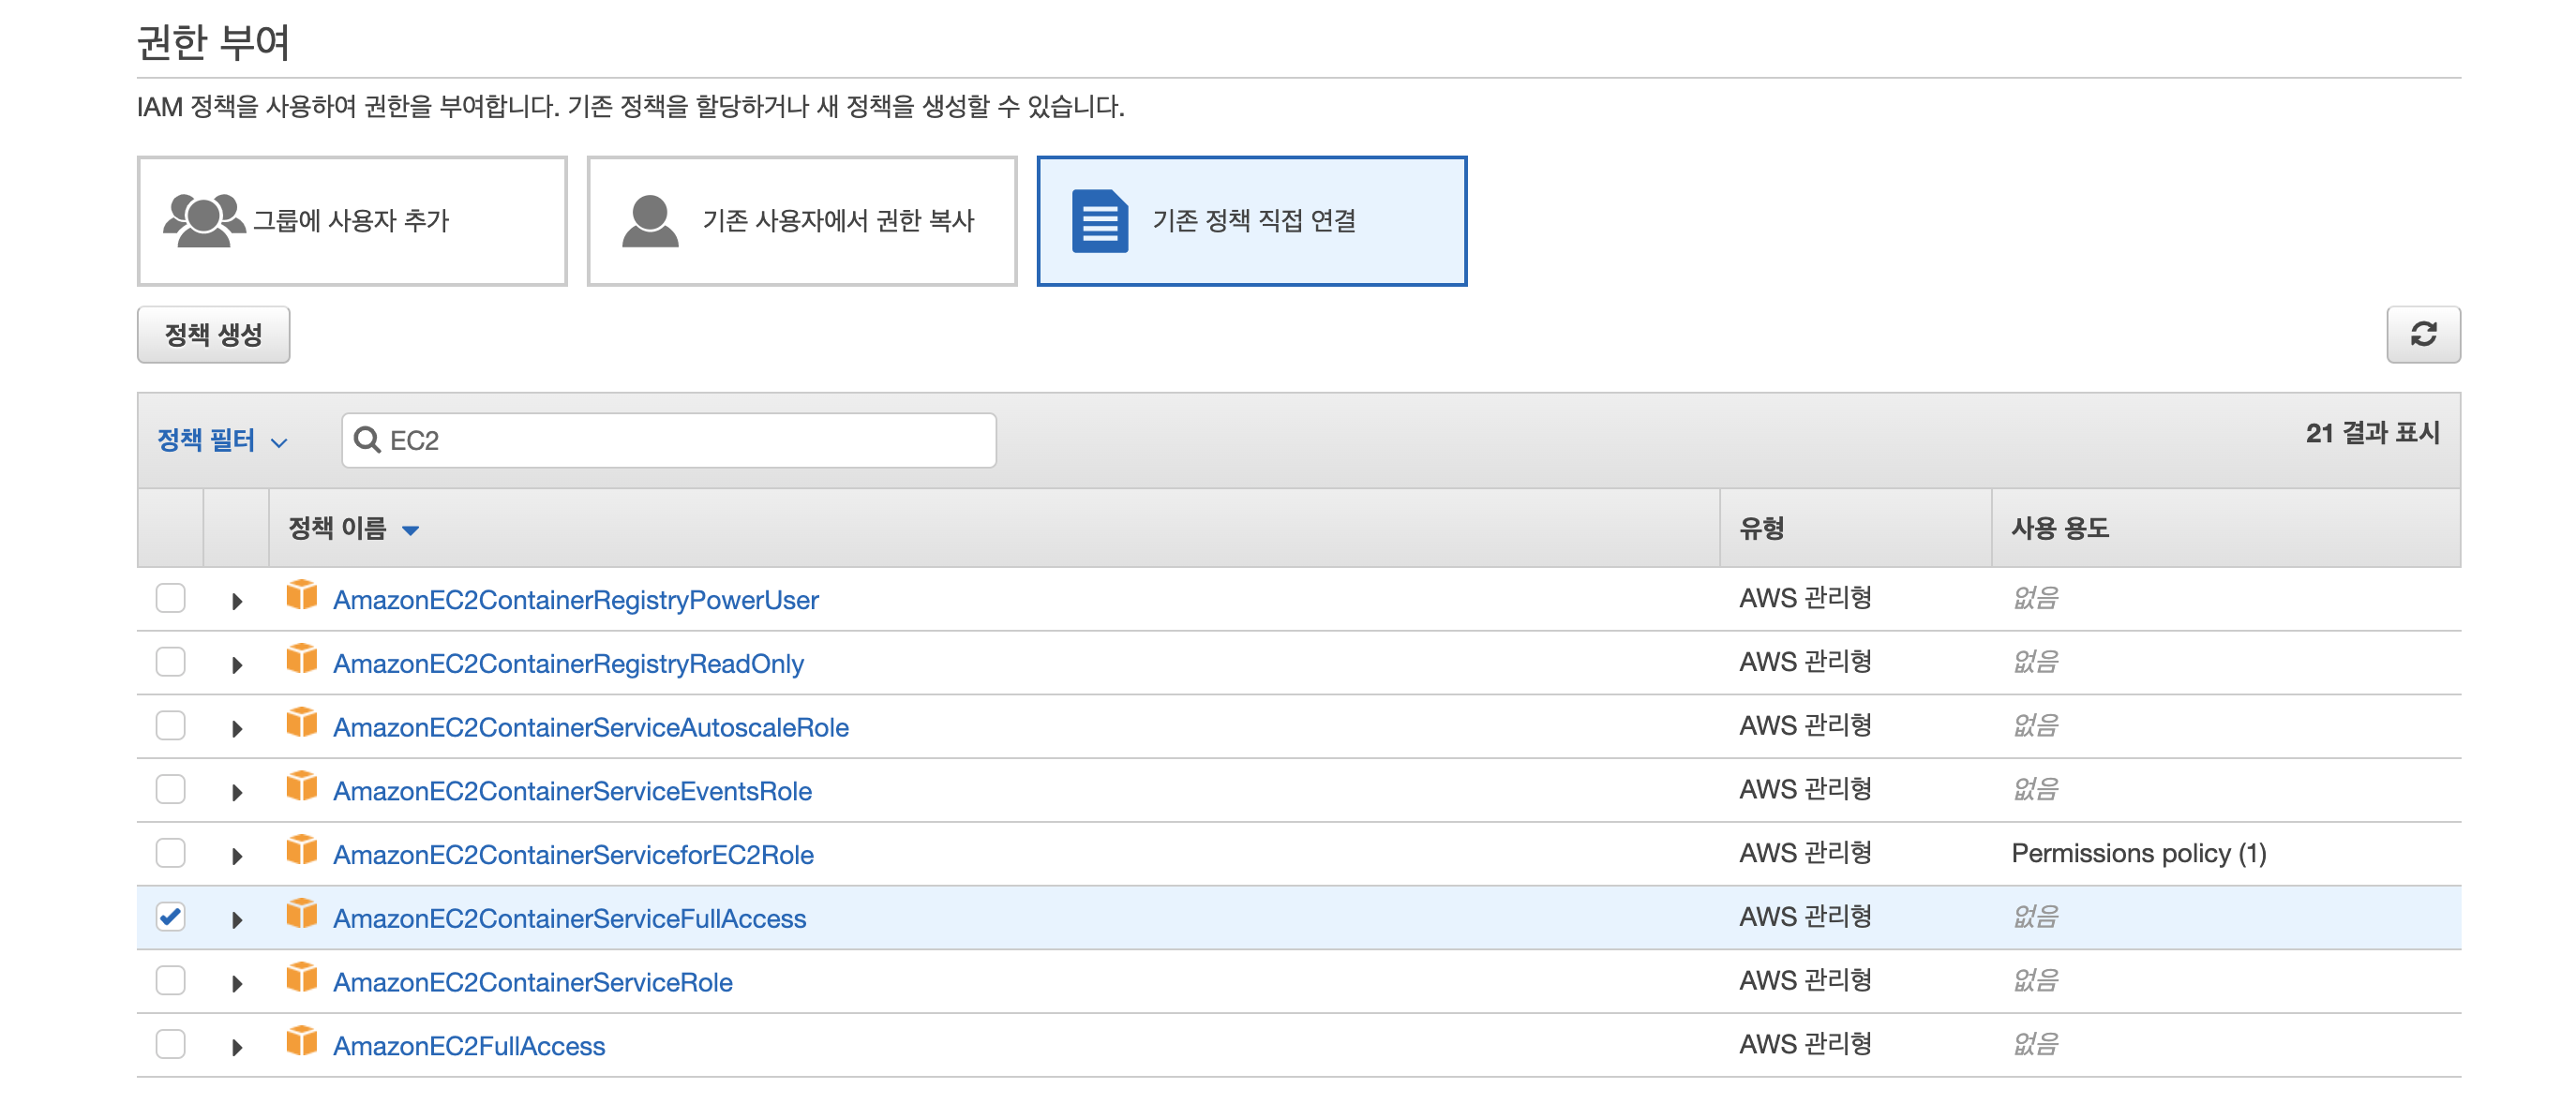 권한 부여
IAM 정책을 사용하여 권한을 부여합니다. 기존 정책을 할당하거나 새 정책을 생성할 수 있습니다.
그룹에 사용자 추가
기존 사용자에서 권한 복사
기존 정책 직접 연결
정책 생성
정책 필터 EC2 21 결과 표시
정책 이름 유형 사용 용도
AmazonEC2ContainerRegistryPowerUser AWS 관리형 없음
AmazonEC2ContainerRegistryReadOnly AWS 관리형 없음
AmazonEC2ContainerServiceAutoscaleRole AWS 관리형 없음
AmazonEC2ContainerServiceEventsRole AWS 관리형 없음
AmazonEC2ContainerServiceforEC2Role AWS 관리형 Permissions policy (1)
AmazonEC2ContainerServiceFullAccess AWS 관리형 없음
AmazonEC2ContainerServiceRole AWS 관리형 없음
AmazonEC2FullAccess AWS 관리형 없음